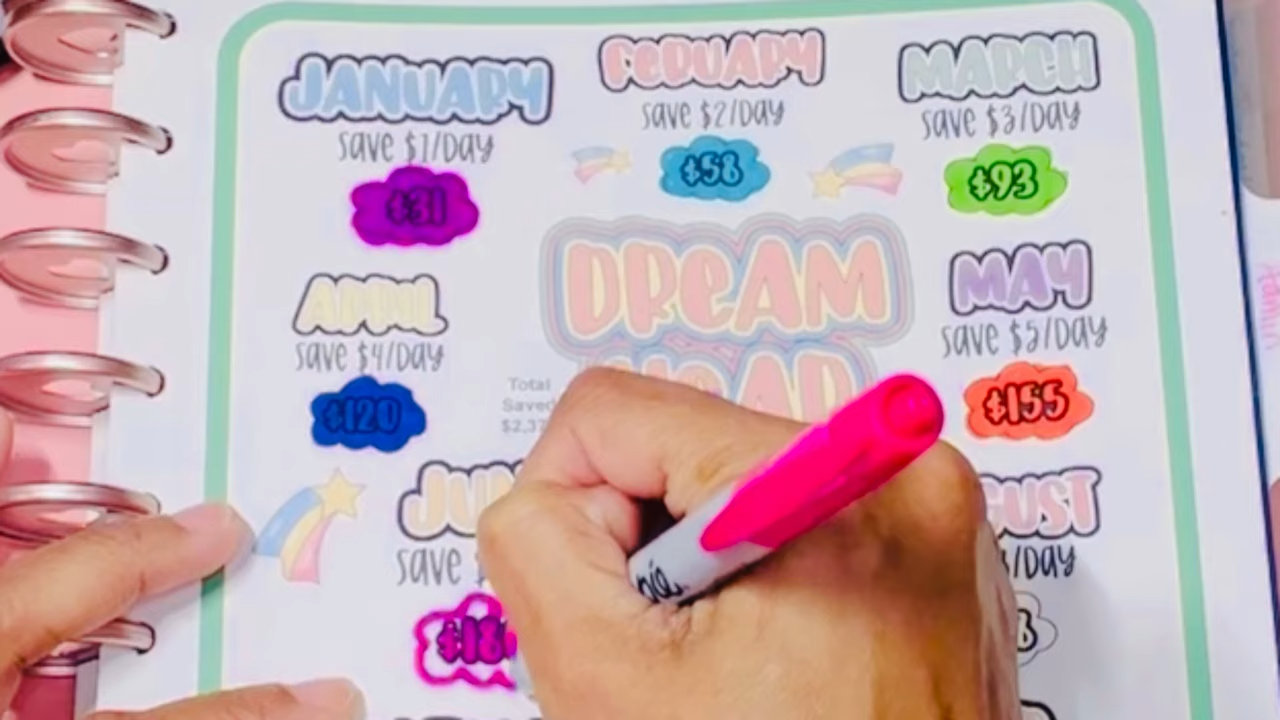 JANUARY
save $1/DAY
$31
FeBUARY
save $2/DAY
$58
MARCH
save $3/DAY
$93
DReAM
APRIL
save $4/DAY
$120
MAY
save $5/DAY
$155
Total
Saved
save
/DAY